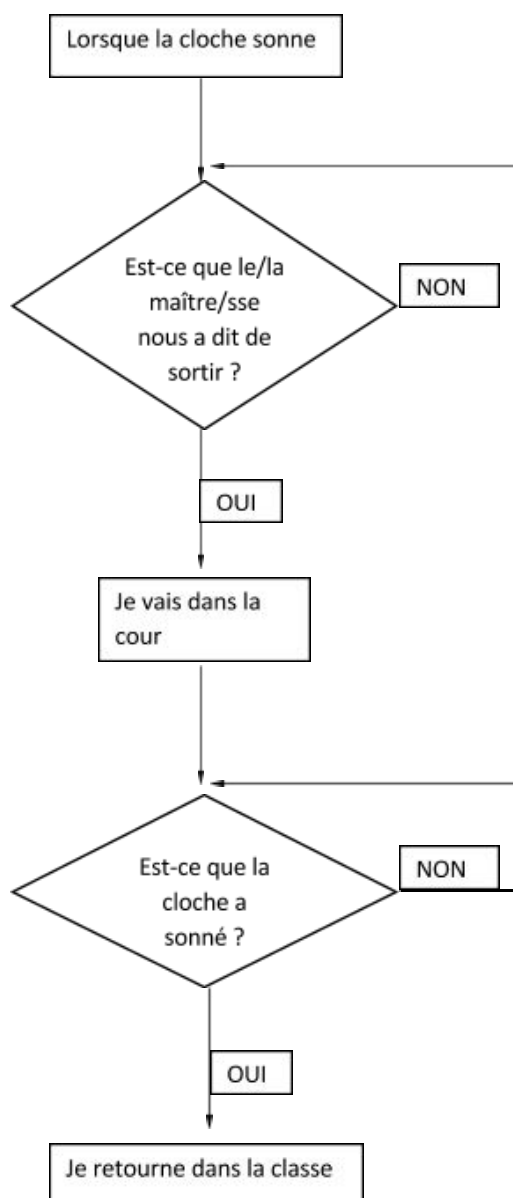 Lorsque la cloche sonne
Est-ce que le/la
maître/sse
nous a dit de
sortir ?
NON
OUI
Je vais dans la
cour
Est-ce que la
cloche a
sonné ?
NON
OUI
Je retourne dans la classe